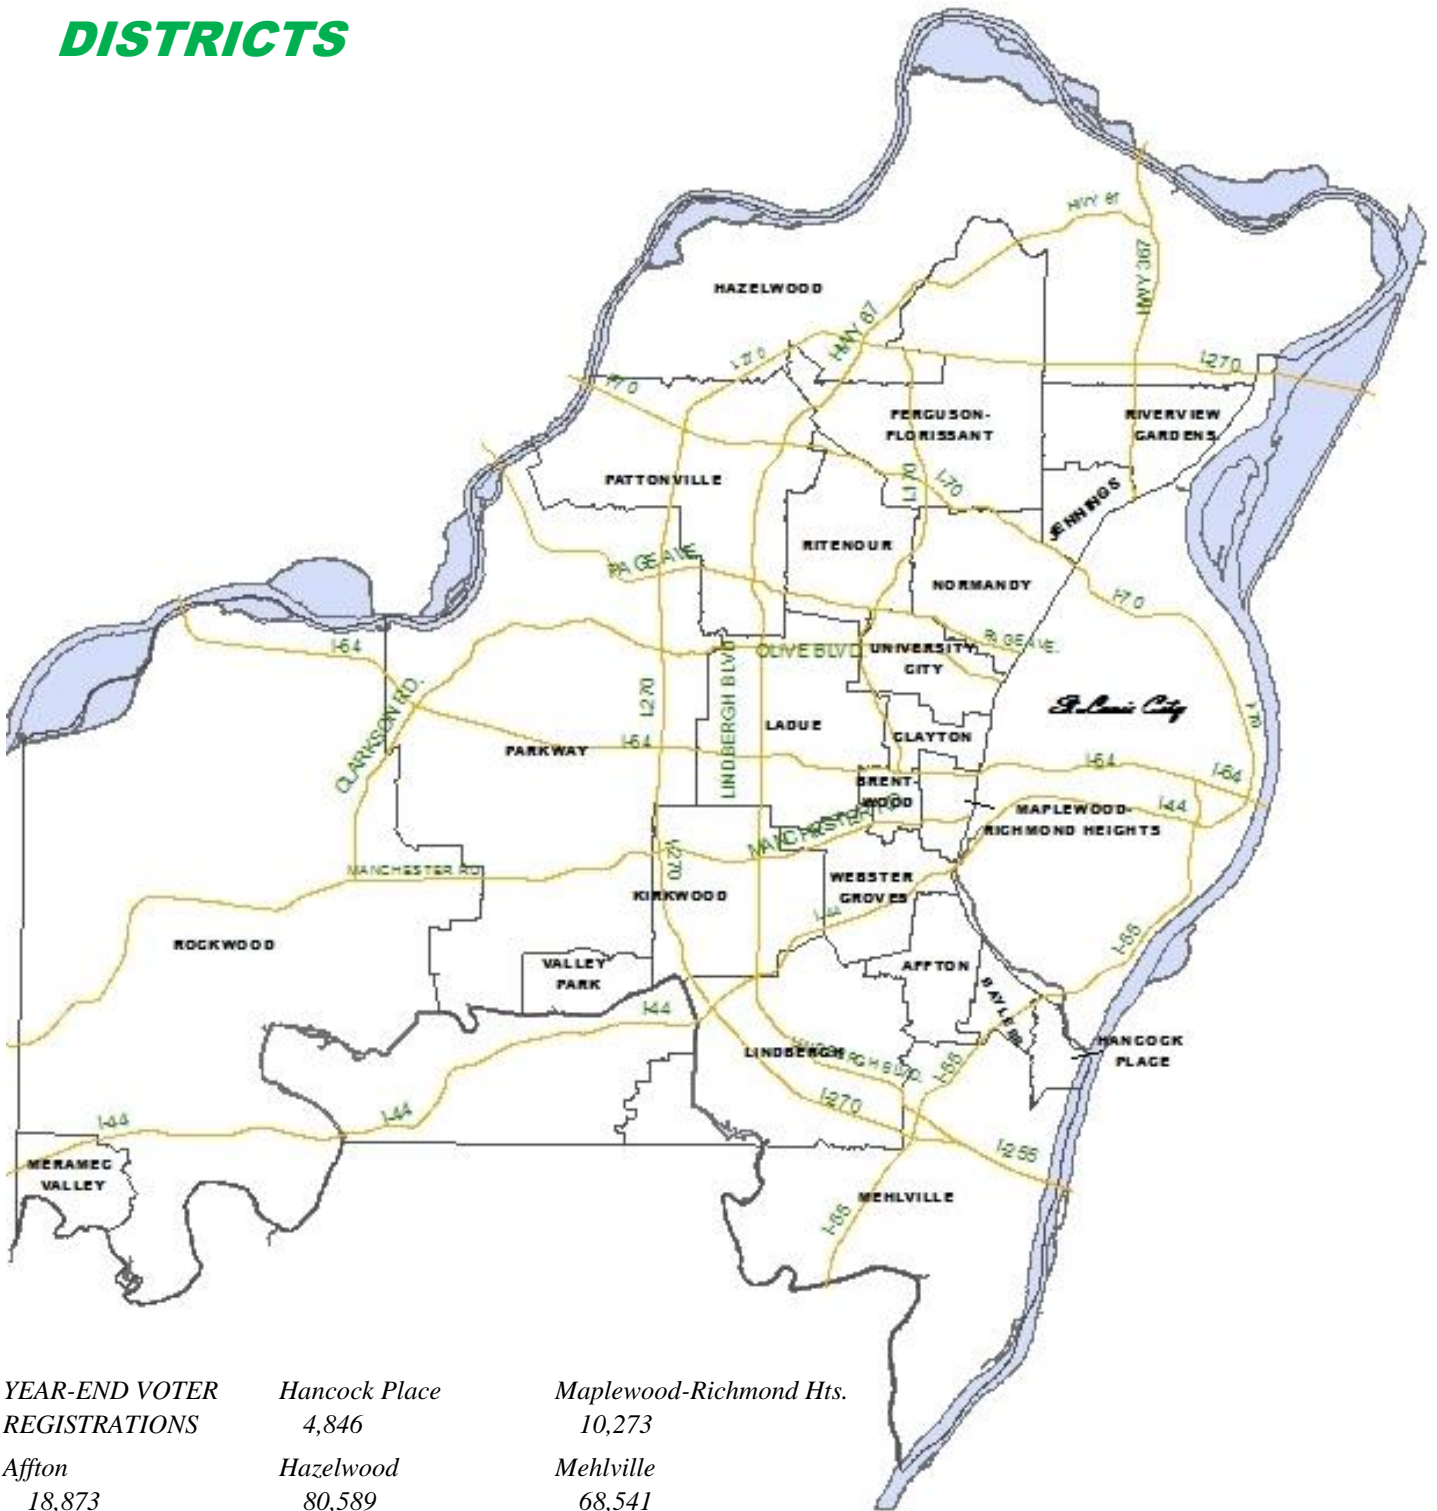 DISTRICTS
HWY 67
HWY 367
HAZELWOOD
HWY 67
I-270
I-270
I-70
FERGUSON-
FLORISSANT
RIVERVIEW
GARDENS
PATTONVILLE
I-170
I-70
JENNINGS
RITENOUR
PAGE AVE.
NORMANDY
I-70
I-64
OLIVE BLVD
UNIVERSITY
CITY
PAGE AVE.
LINDBERGH BLVD
CLARKSON RD.
I-270
St. Louis City
I-70
LADUE
CLAYTON
PARKWAY
I-64
I-64
I-64
BRENT-
WOOD
MAPLEWOOD-
RICHMOND HEIGHTS
I-44
MANCHESTER RD
MANCHESTER RD
I-270
KIRKWOOD
WEBSTER
GROVES
I-44
ROCKWOOD
I-55
VALLEY
PARK
AFFTON
BAYLESS
I-44
LINDBERGH
LINDBERGH BLVD.
I-55
HANCOCK
PLACE
I-270
I-44
I-44
I-255
MERAMEC
VALLEY
MEHLVILLE
I-55
YEAR-END VOTER Hancock Place Maplewood-Richmond Hts.
REGISTRATIONS 4,846 10,273
Affton Hazelwood Mehlville
18,873 80,589 68,541